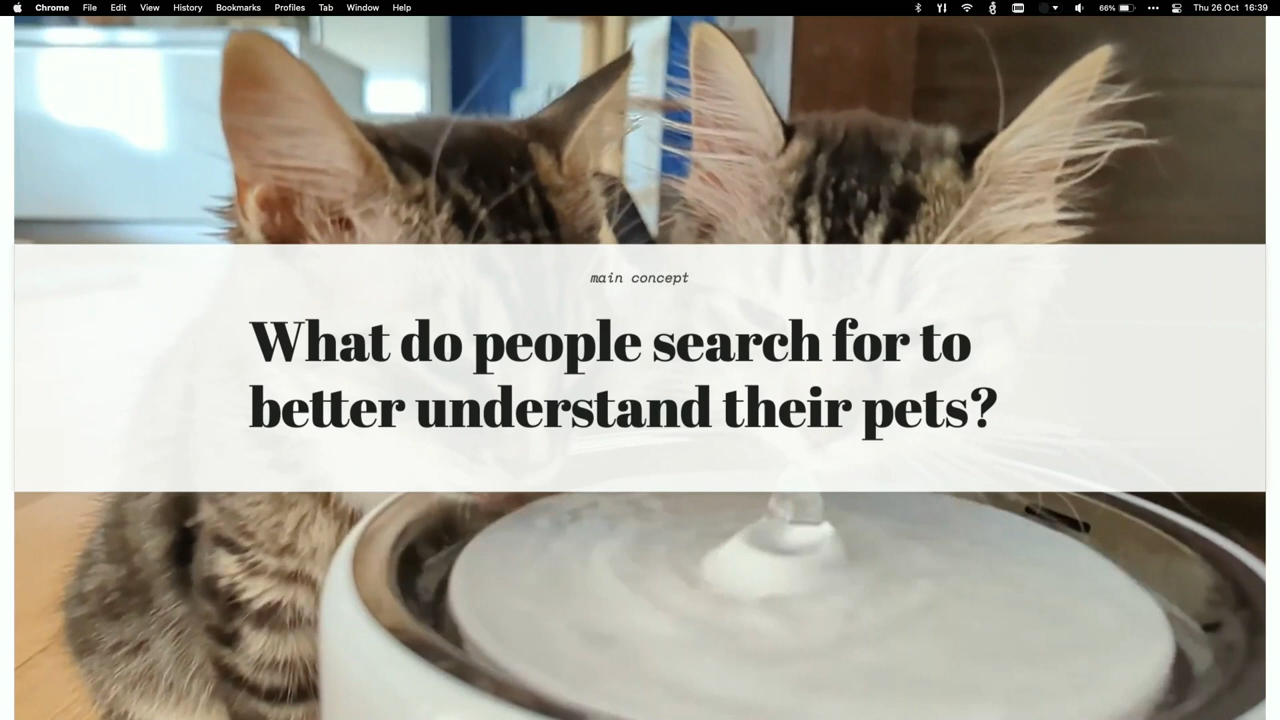 Chrome File Edit View History Bookmarks Profiles Tab Window Help 66% Thu 26 Oct 16:39
main concept
What do people search for to
better understand their pets?